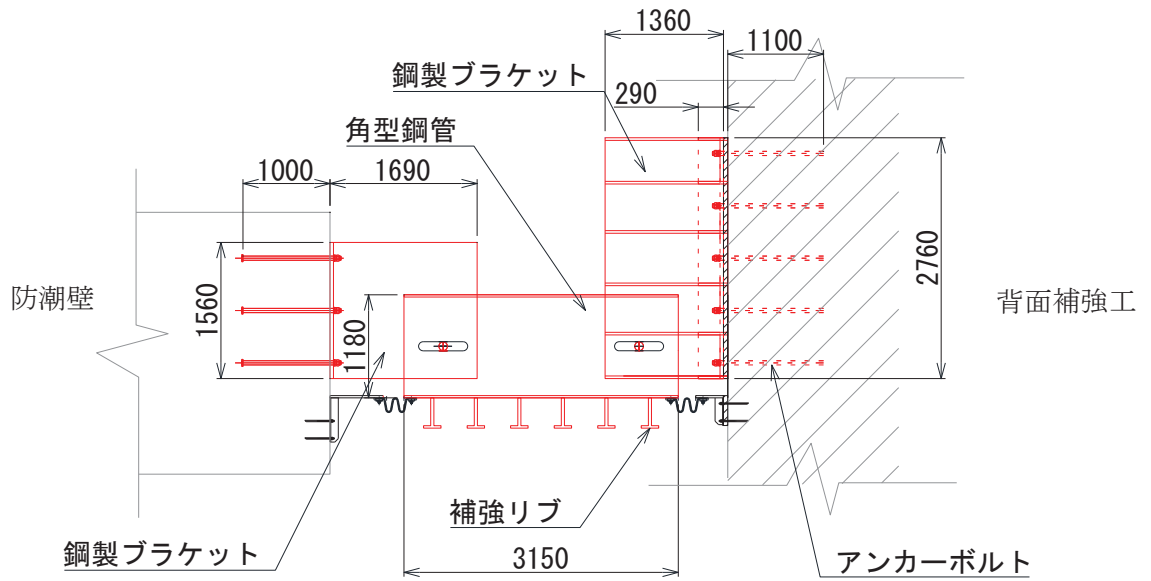 1360
1100
鋼製ブラケット
290
角型鋼管
1000
1690
2760
防潮壁
1560
1180
背面補強工
補強リブ
鋼製ブラケット
3150
アンカーボルト